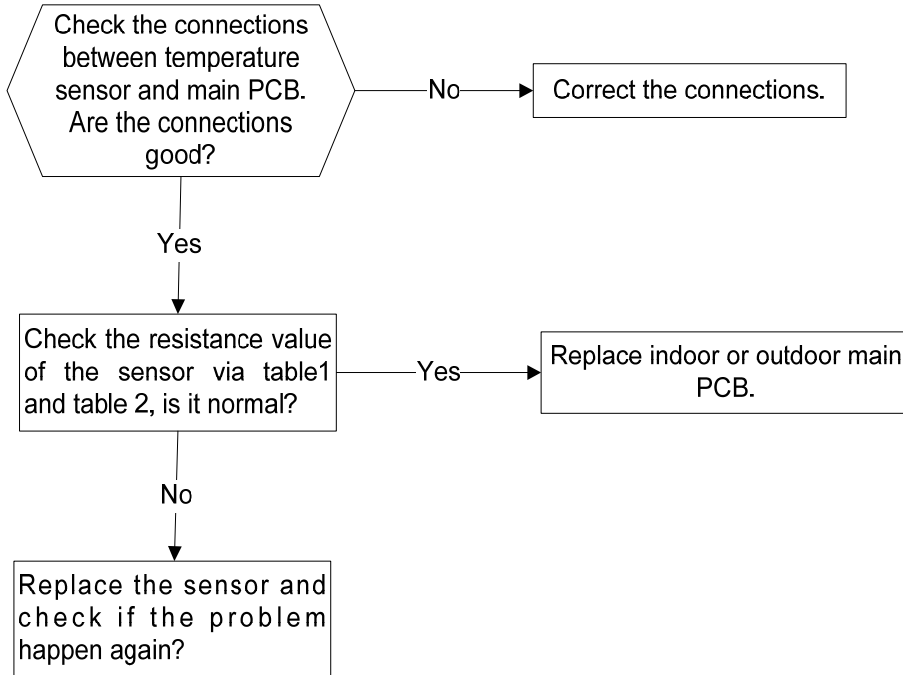 Check the connections
between temperature
sensor and main PCB.
Are the connections
good?
No
Correct the connections.
Yes
Check the resistance value
of the sensor via table1
and table 2, is it normal?
Yes
Replace indoor or outdoor main
PCB.
No
Replace the sensor and
check if the problem
happen again?